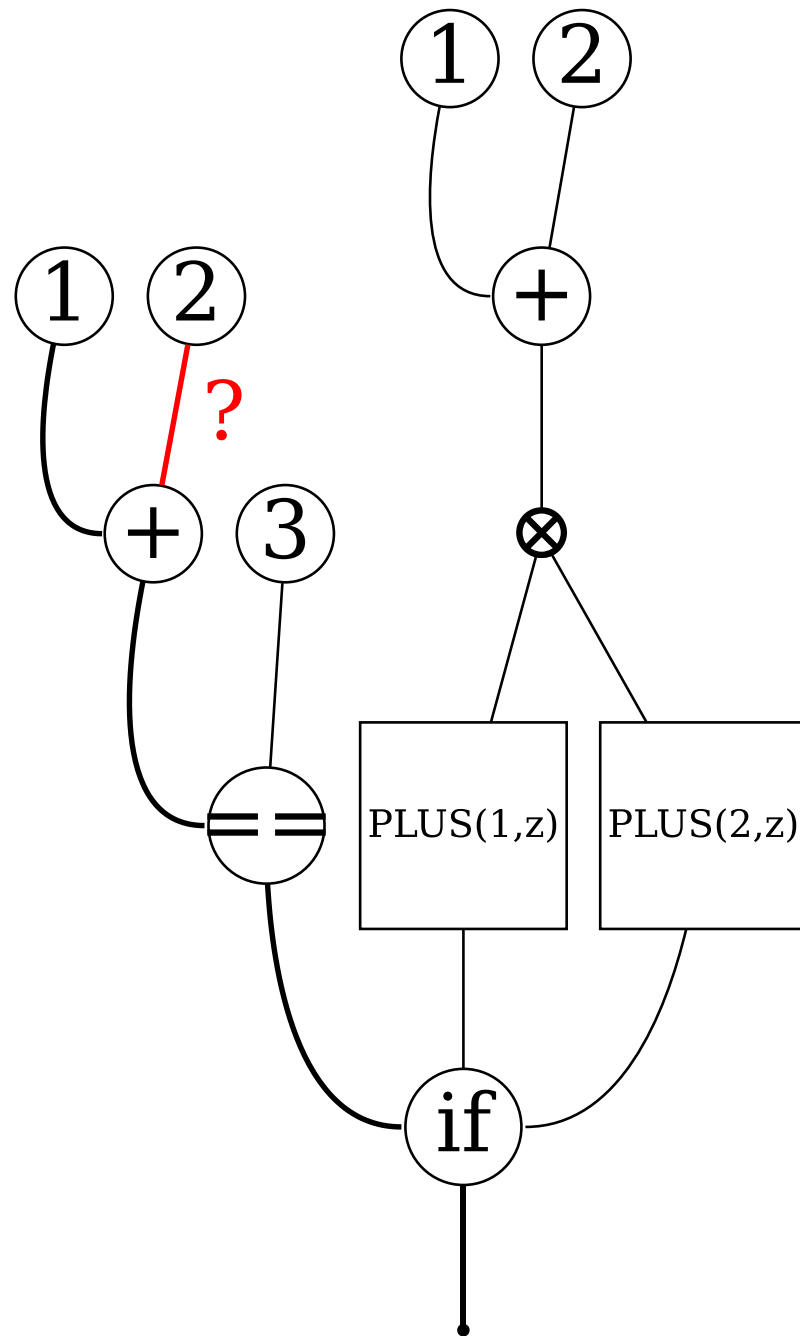 1 2
1 2 +
?
+ 3
PLUS(1,z) PLUS(2,z)
==
if